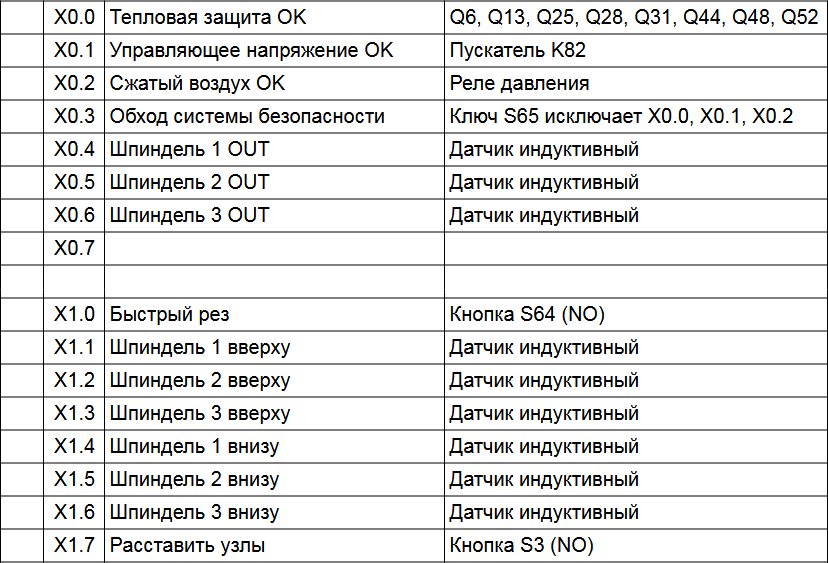 X0.0 Тепловая защита OK Q6, Q13, Q25, Q28, Q31, Q44, Q48, Q52
X0.1 Управляющее напряжение OK Пускатель K82
X0.2 Сжатый воздух OK Реле давления
X0.3 Обход системы безопасности Ключ S65 исключает X0.0, X0.1, X0.2
X0.4 Шпиндель 1 OUT Датчик индуктивный
X0.5 Шпиндель 2 OUT Датчик индуктивный
X0.6 Шпиндель 3 OUT Датчик индуктивный
X0.7
X1.0 Быстрый рез Кнопка S64 (NO)
X1.1 Шпиндель 1 вверху Датчик индуктивный
X1.2 Шпиндель 2 вверху Датчик индуктивный
X1.3 Шпиндель 3 вверху Датчик индуктивный
X1.4 Шпиндель 1 внизу Датчик индуктивный
X1.5 Шпиндель 2 внизу Датчик индуктивный
X1.6 Шпиндель 3 внизу Датчик индуктивный
X1.7 Расставить узлы Кнопка S3 (NO)